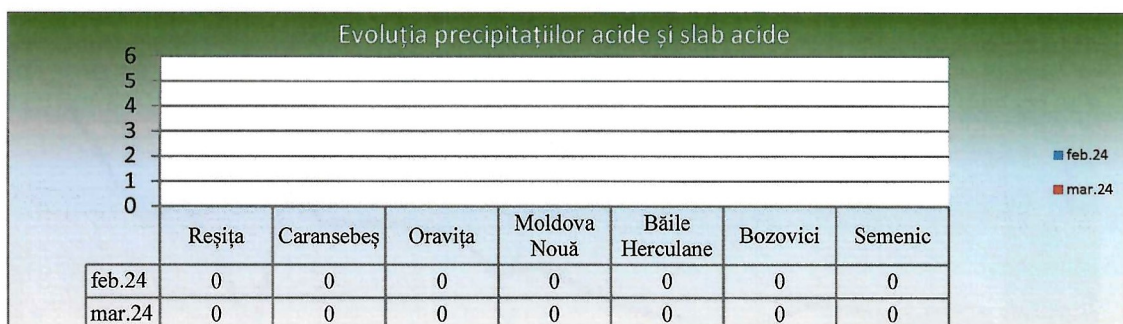 Evoluția precipitațiilor acide și slab acide
6
5
4
3
2
1
0
feb.24
mar.24
Reșița Caransebeș Oravița Moldova Nouă Băile Herculane Bozovici Semenic
feb.24 0 0 0 0 0 0 0
mar.24 0 0 0 0 0 0 0